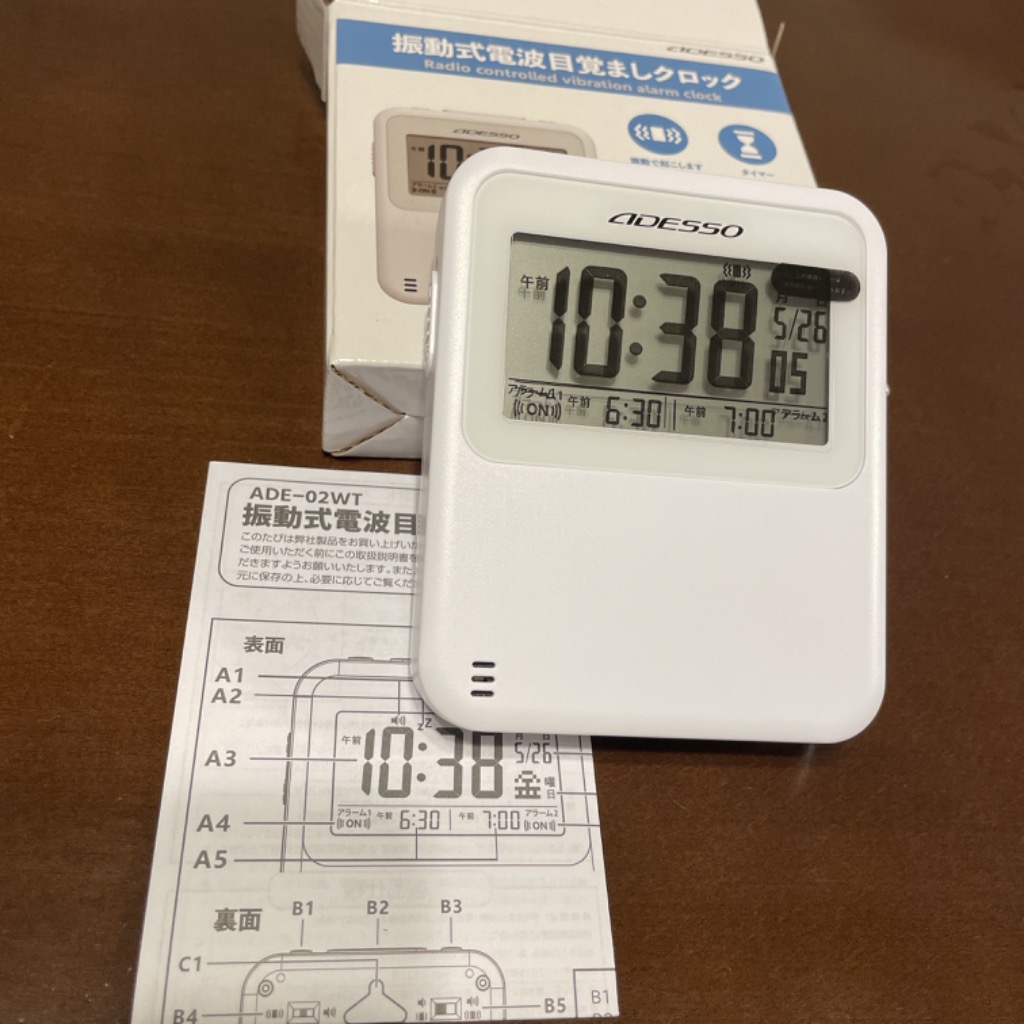 ADESSO
振動式電波目覚ましクロック
Radio controlled vibration alarm clock
ADESSO
振動で起こします
タイマー
ADESSO
午前
10:38
月 日
5/26
05
アラーム1
ON
午前 6:30
午前 7:00
アラーム2
ADE-02WT
振動式電波目
このたびは弊社製品をお買い上げいた
ご使用いただく前にこの取扱説明書を
だきますようお願いいたします。また、
元に保存の上、必要に応じてご覧くだ
表面
A1
A2
A3
A4
A5
zZ
午前
10:38
月 日
5/26
金曜日
アラーム1
ON
午前 6:30
午前 7:00
アラーム2
ON
裏面
B1 B2 B3
C1
B4
B5
B1